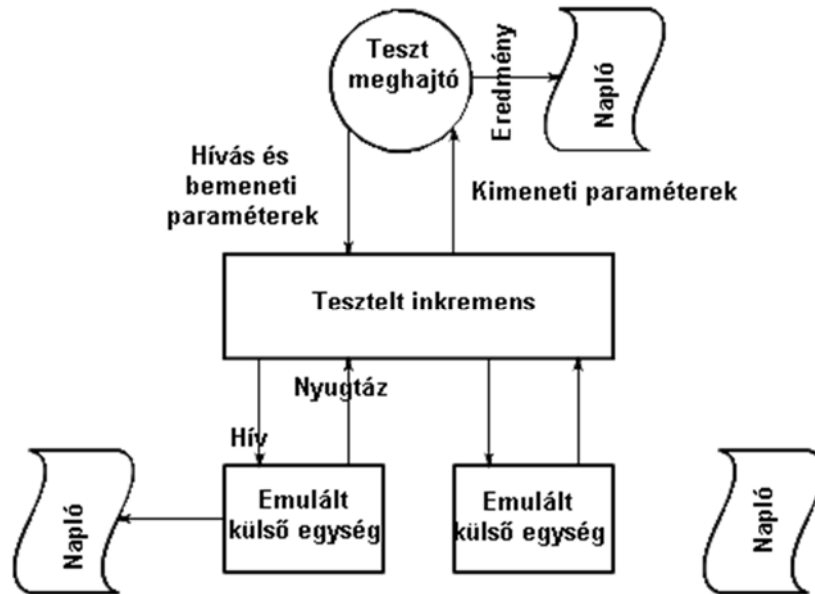 Teszt
meghajtó
Eredmény
Napló
Hívás és
bemeneti
paraméterek
Kimeneti paraméterek
Tesztelt inkremens
Nyugtáz
Hív
Napló
Emulált
külső egység
Emulált
külső egység
Napló